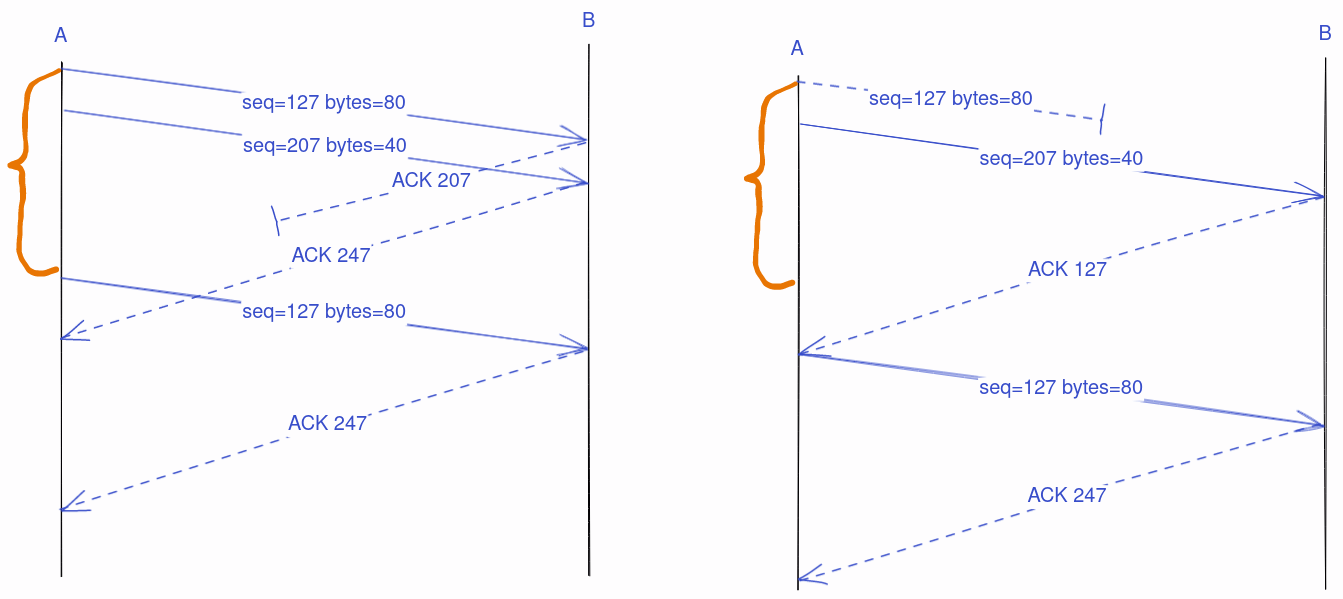 A
B
seq=127 bytes=80
seq=207 bytes=40
ACK 207
ACK 247
seq=127 bytes=80
ACK 247
A
B
seq=127 bytes=80
seq=207 bytes=40
ACK 127
seq=127 bytes=80
ACK 247